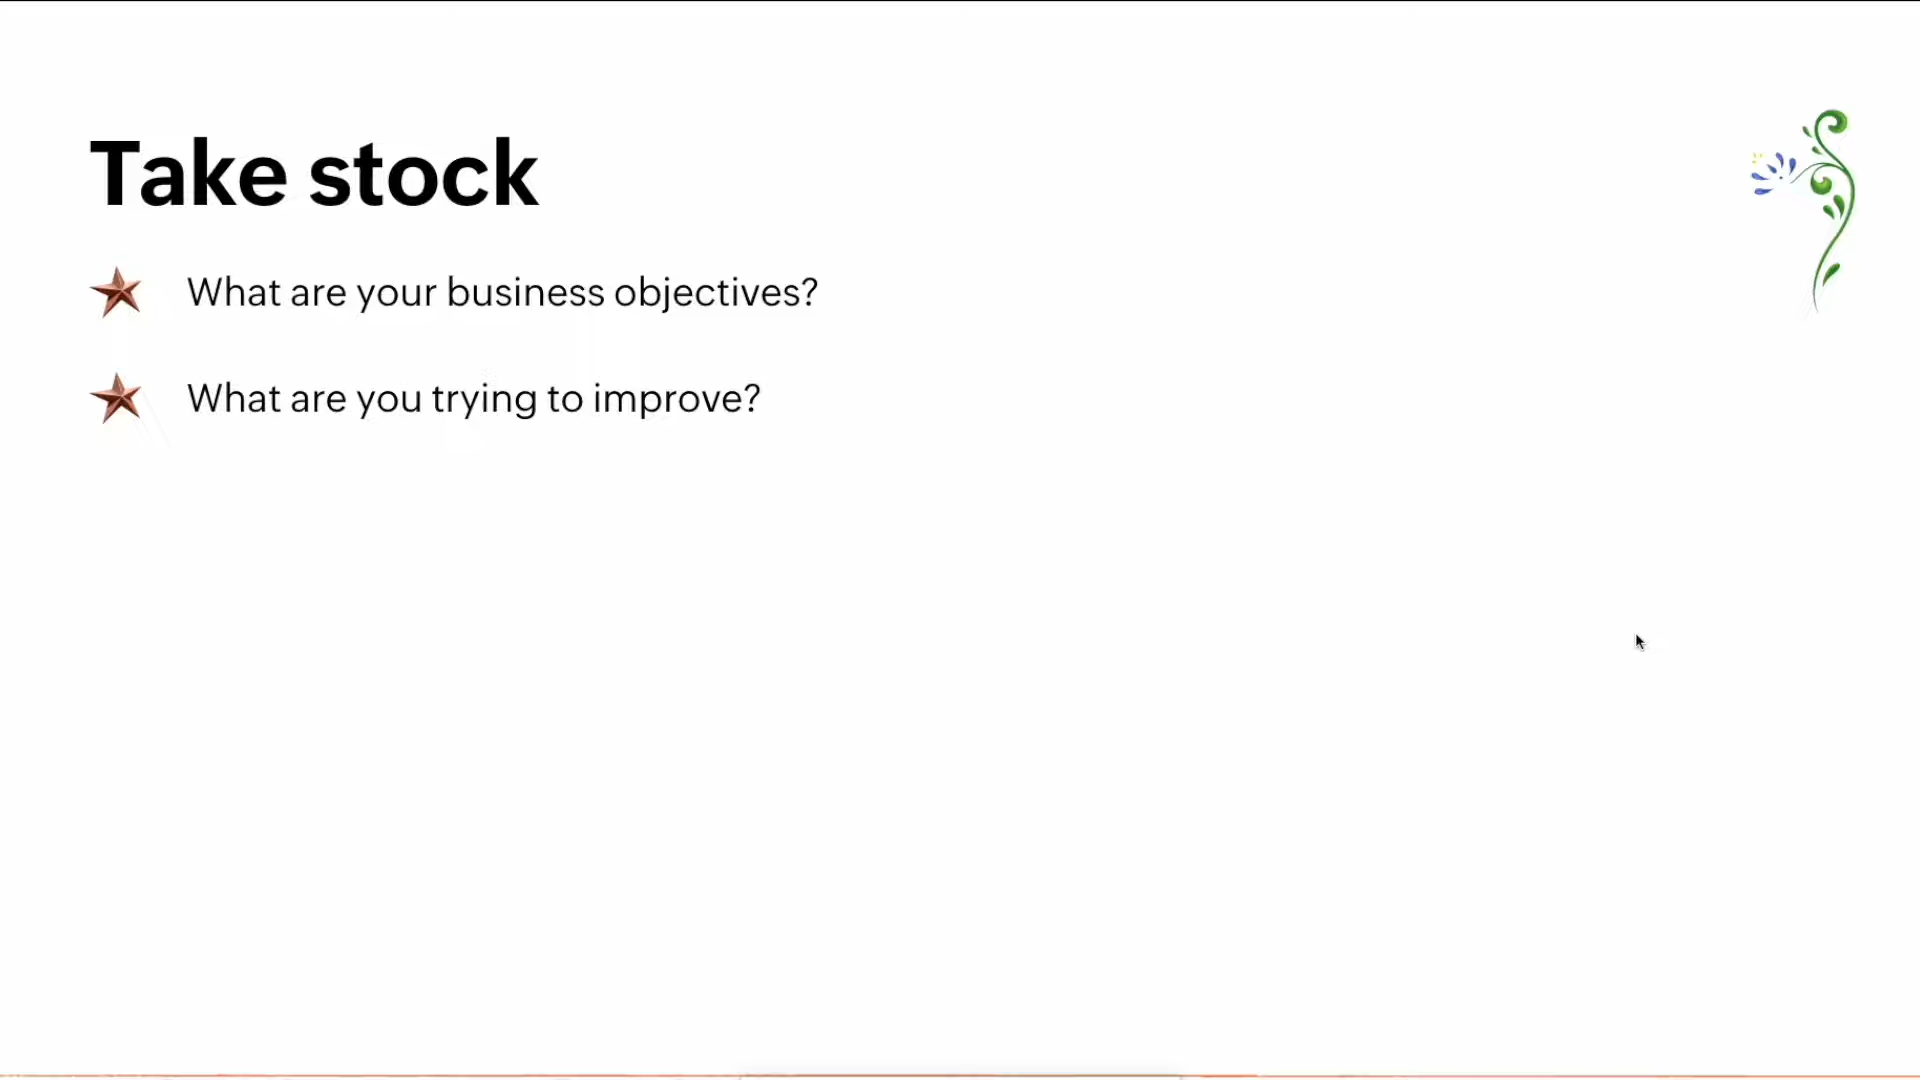 Take stock
What are your business objectives?
What are you trying to improve?